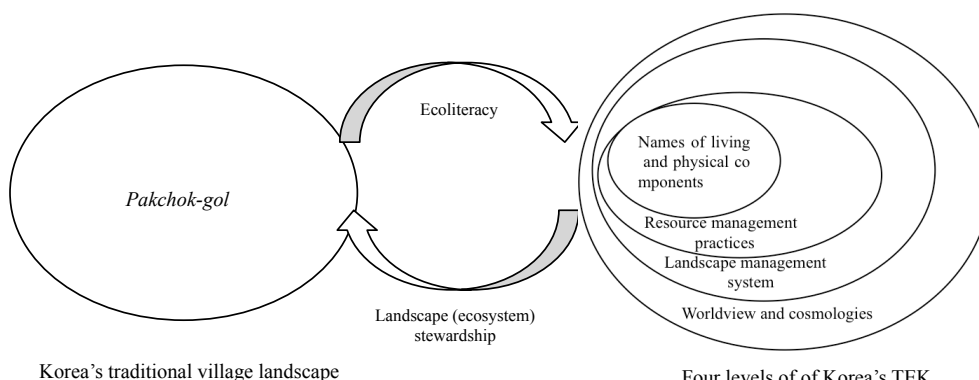 Ecoliteracy
Pakchok-gol
Names of living
and physical co
mponents
Resource management
practices
Landscape management
system
Worldview and cosmologies
Landscape (ecosystem)
stewardship
Korea's traditional village landscape
Four levels of of Korea's TEK